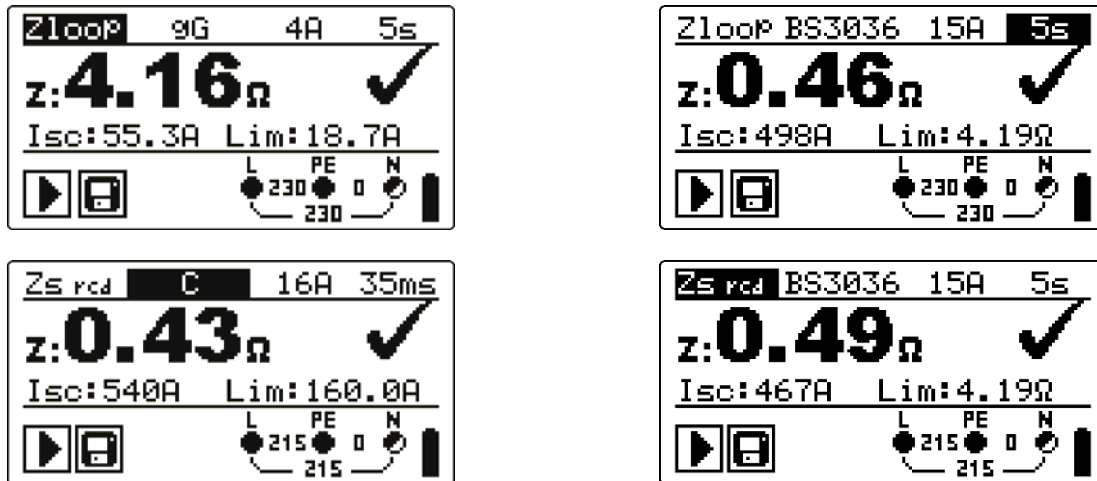 Zloop gG 4A 5s
Z:4.16Ω
Isc:55.3A Lim:18.7A
L PE N
230 0
230
Zloop BS3036 15A 5s
Z:0.46Ω
Isc:498A Lim:4.19Ω
L PE N
230 0
230
Zs rcd C 16A 35ms
Z:0.43Ω
Isc:540A Lim:160.0A
L PE N
215 0
215
Zs rcd BS3036 15A 5s
Z:0.49Ω
Isc:467A Lim:4.19Ω
L PE N
215 0
215